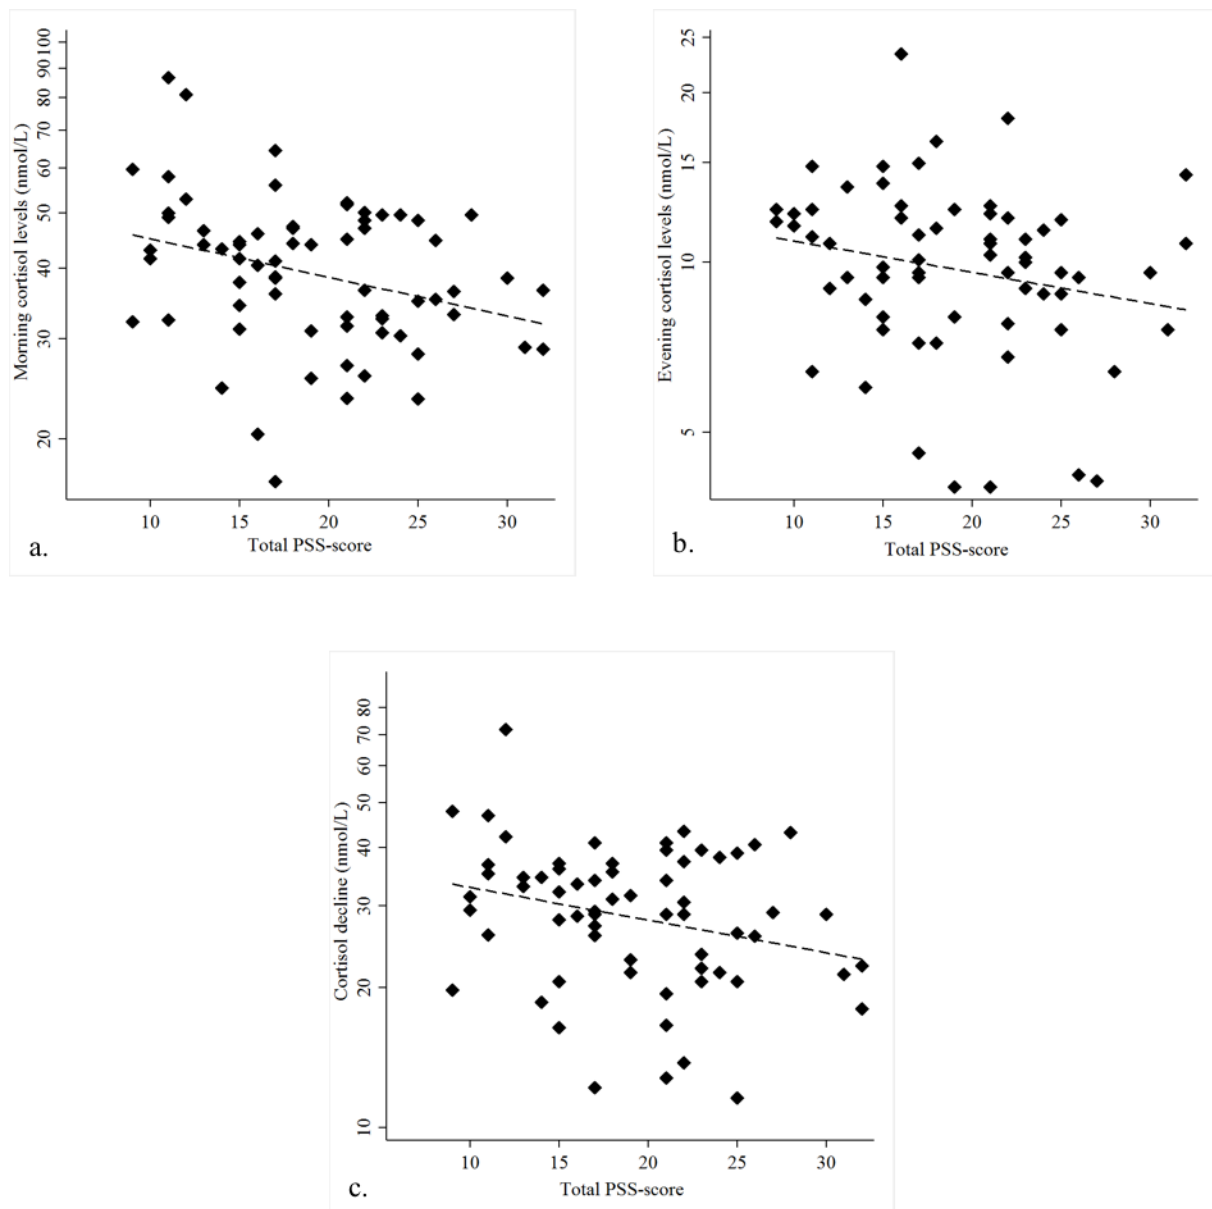 Morning cortisol levels (nmol/L)
100
90
80
70
60
50
40
30
20
10 15 20 25 30
Total PSS-score
a.
Evening cortisol levels (nmol/L)
25
20
15
10
5
10 15 20 25 30
Total PSS-score
b.
Cortisol decline (nmol/L)
80
70
60
50
40
30
20
10
10 15 20 25 30
Total PSS-score
c.